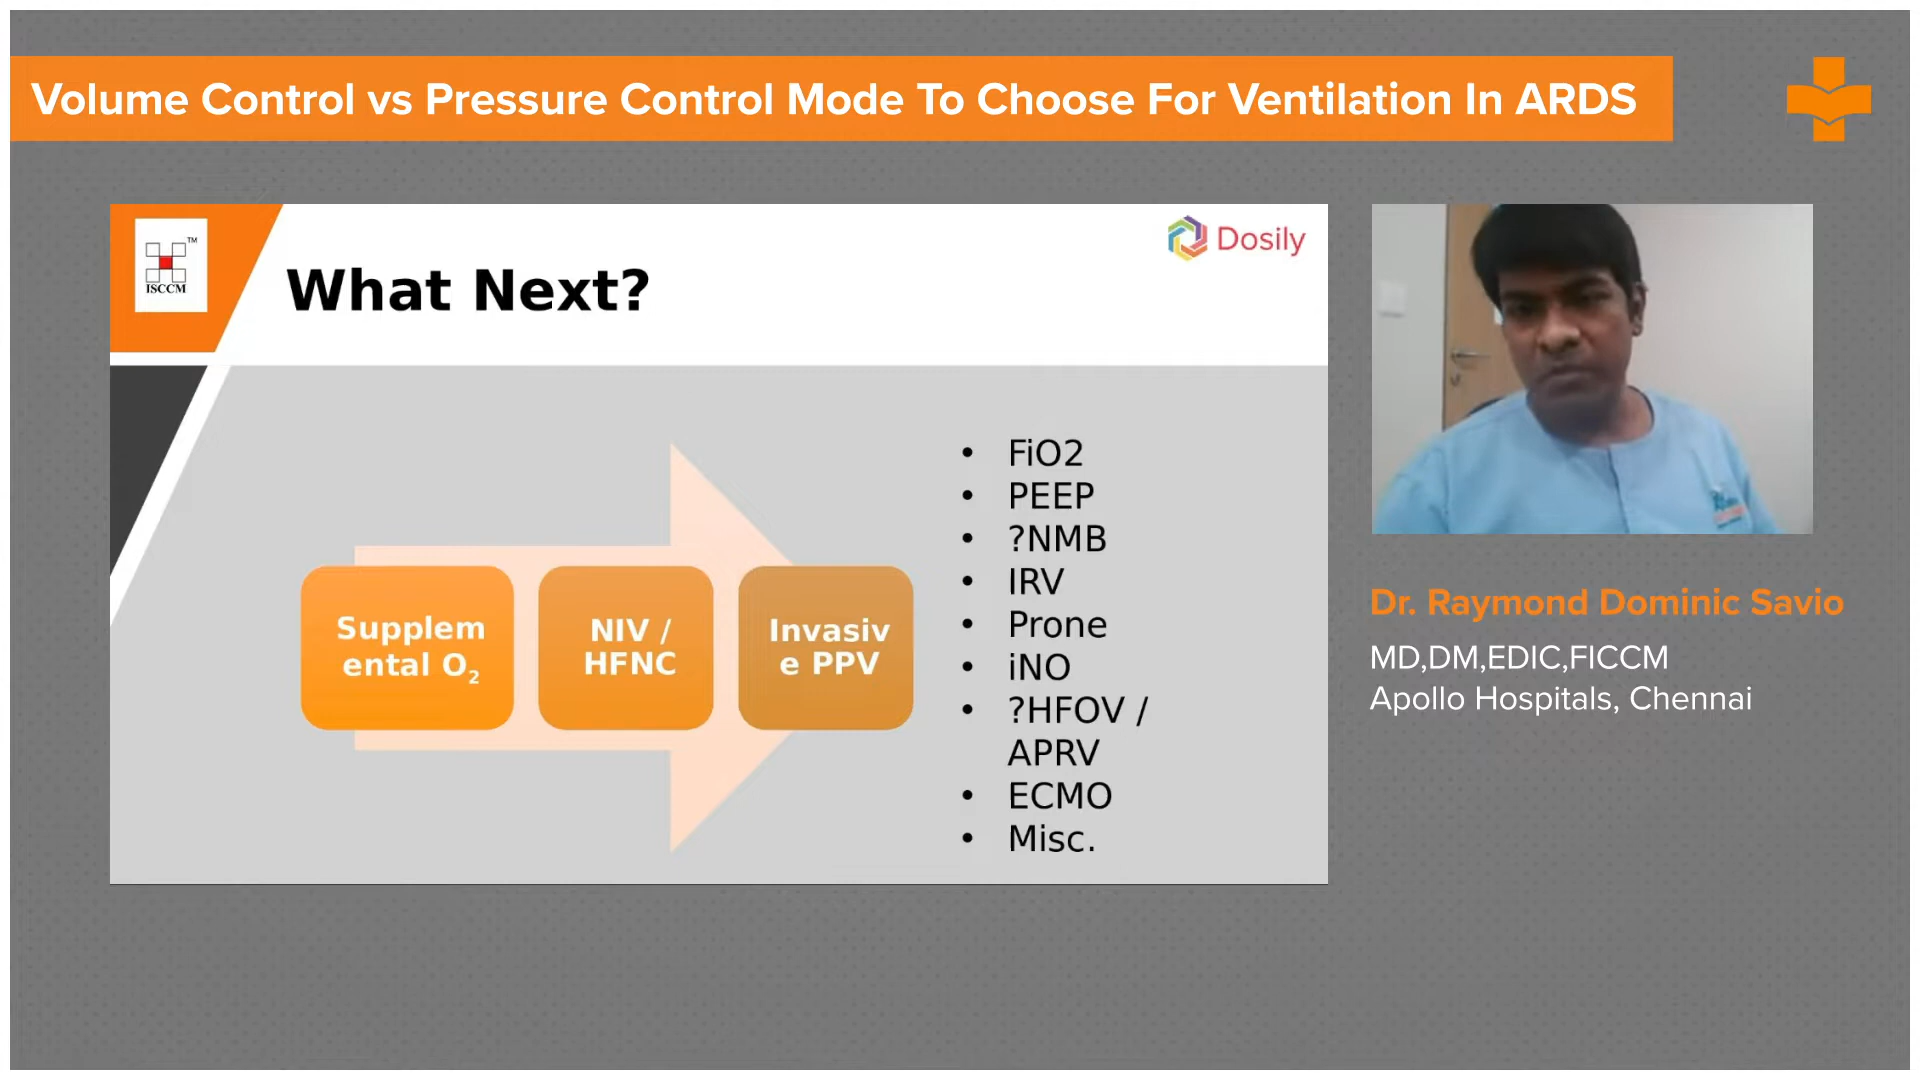 Volume Control vs Pressure Control Mode To Choose For Ventilation In ARDS
TM
ISCCM
What Next?
Dosily
Supplem
ental O₂
NIV /
HFNC
Invasiv
e PPV
• FiO2
• PEEP
• ?NMB
• IRV
• Prone
• iNO
• ?HFOV /
APRV
• ECMO
• Misc.
Dr. Raymond Dominic Savio
MD,DM,EDIC,FICCM
Apollo Hospitals, Chennai